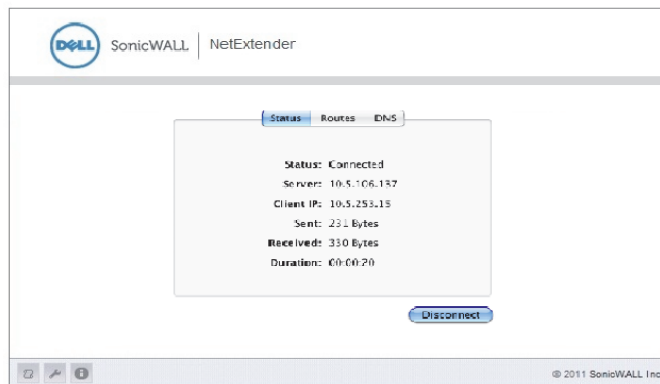 DELL SonicWALL | NetExtender
Status Routes DNS
Status: Connected
Server: 10.5.106.137
Client IP: 10.5.253.15
Sent: 231 Bytes
Received: 330 Bytes
Duration: 00:00:20
Disconnect
© 2011 SonicWALL Inc